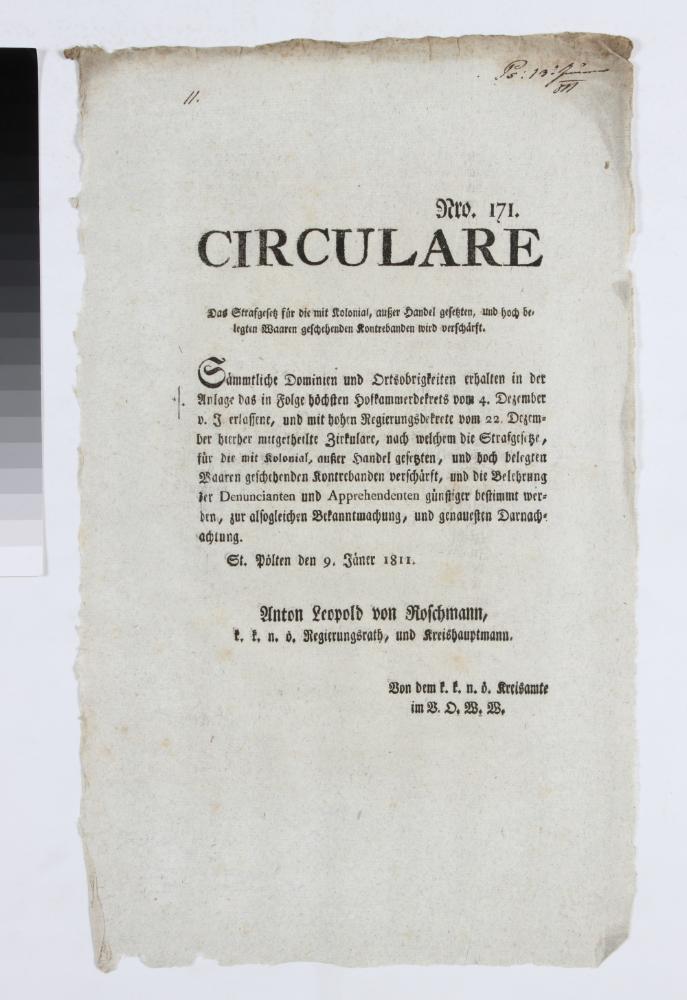 11.
Nro. 171.
CIRCULARE
Das Strafgesetz für die mit Kolonial, außer Handel gesetzten, und hoch be-
legten Waaren geschehenden Kontrebanden wird verschärft.
Sämmtliche Dominien und Ortsobrigkeiten erhalten in der
Anlage das in Folge höchsten Hofkammerdekrets vom 4. Dezember
v. J. erlassene, und mit hohen Regierungsdekrete vom 22. Dezem-
ber hierher mitgetheilte Zirkulare, nach welchem die Strafgesetze,
für die mit Kolonial, außer Handel gesetzten, und hoch belegten
Waaren geschehenden Kontrebanden verschärft, und die Belehrung
der Denuncianten und Apprehendenten günstiger bestimmt wer-
den, zur alsogleichen Bekanntmachung, und genauesten Darnach-
achtung.
St. Pölten den 9. Jäner 1811.
Anton Leopold von Roschmann,
k. k. n. ö. Regierungsrath, und Kreishauptmann.
Von dem k. k. n. ö. Kreisamte
im V. O. W. W.